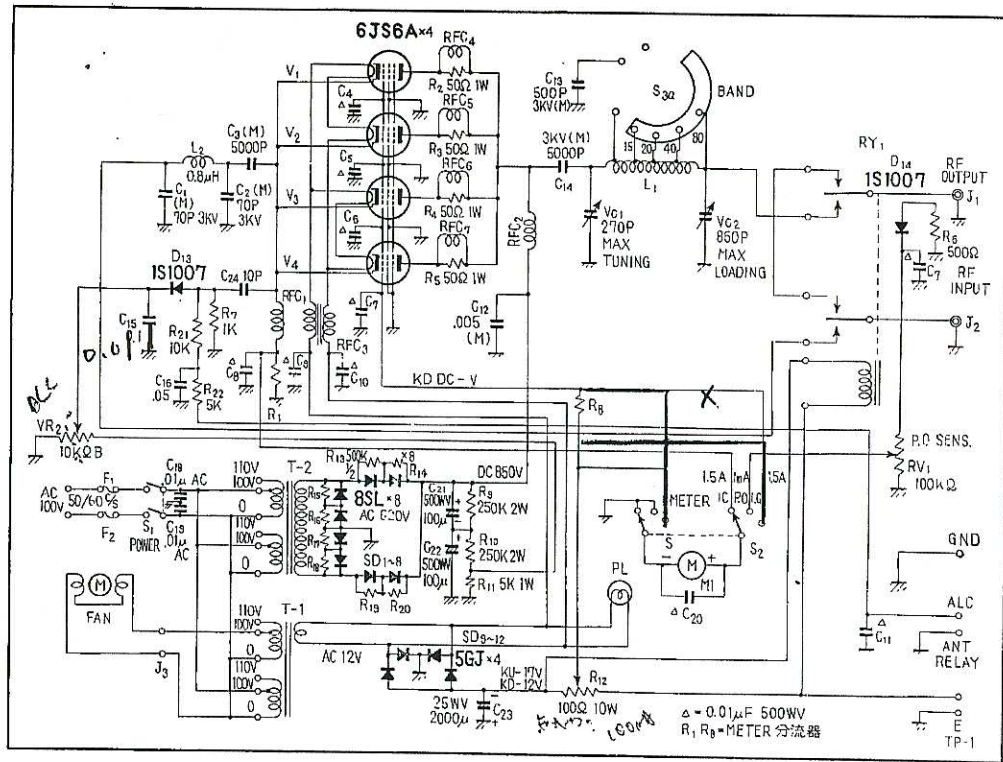 6JS6A×4
RFC4
R2 50Ω 1W
RFC5
R3 50Ω 1W
RFC6
R4 50Ω 1W
RFC7
R5 50Ω 1W
V1
V2
V3
V4
△ C4
△ C5
△ C6
△ C7
C3 (M)
5000P
L2
0.8μH
C1
(M)
70P 3KV
C2 (M)
70P
3KV
C13
500P
3KV(M)
S3a
BAND
15
20
40
80
3KV(M)
5000P
C14
L1
VC1
270P
MAX
TUNING
VC2
850P
MAX
LOADING
RFC2
C12
.005
(M)
RY1
D14
1S1007
RF
OUTPUT
J1
R6
500Ω
△ C7
RF
INPUT
J2
D13
1S1007
C24 10P
C15
0.01
R21
10K
R7
1K
C16
.05
R22
5K
RFC1
RFC3
△ C8
△ C9
△ C10
R1
KD DC-V
R8
X
P.O SENS.
RV1
100KΩ
VR2
10KΩB
AC
100V
F1
50/60 C/S
F2
S1
POWER
C18
.01μ
C19
.01μ
AC
110V
100V
0
110V
100V
0
T-2
R13 500K
1/2
×8
R14
R15
R16
R17
R18
8SL×8
AC 620V
SD1~8
R19
R20
DC 850V
C21
500WV
100μ
C22
500WV
100μ
R9
250K 2W
R10
250K 2W
R11 5K 1W
1.5A
1mA
1.5A
I.C
P.O
I.G
METER
S
S2
M
M1
△ C20
PL
GND
ALC
△ C11
ANT
RELAY
M
FAN
J3
110V
100V
0
110V
100V
0
T-1
AC 12V
SD9~12
5GJ×4
25WV
2000μ
C23
KU-17V
KD-12V
R12
100Ω 10W
△ = 0.01μF 500WV
R1 R8=METER 分流器
E
TP-1